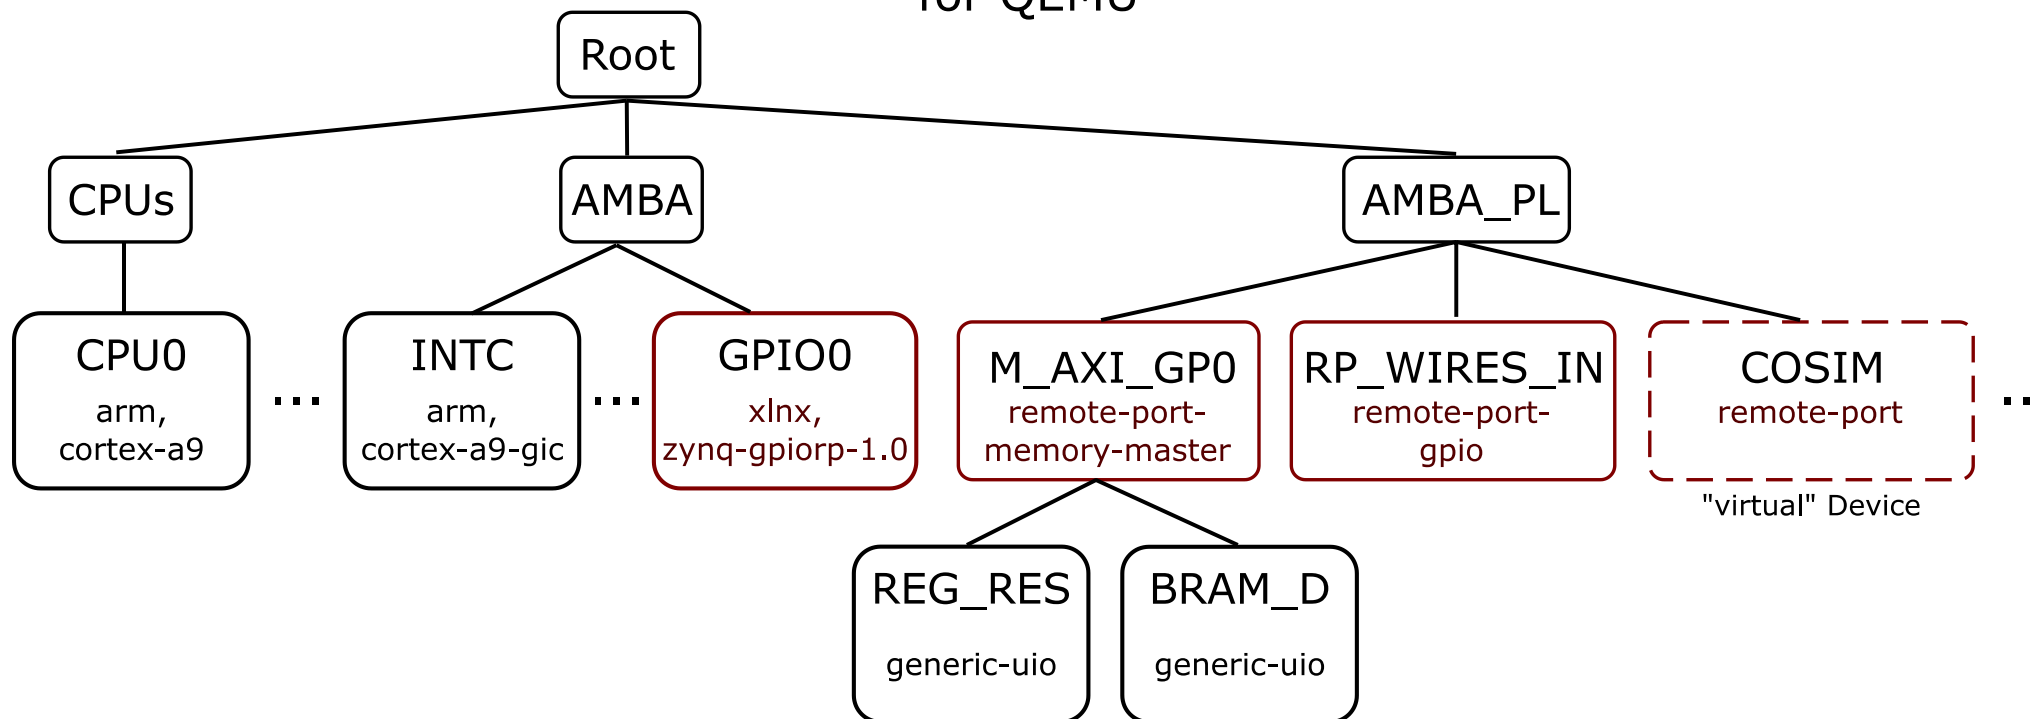 for QEMU
Root
CPUs
AMBA
AMBA_PL
CPU0
arm,
cortex-a9
...
INTC
arm,
cortex-a9-gic
...
GPIO0
xlnx,
zynq-gpiorp-1.0
M_AXI_GP0
remote-port-
memory-master
RP_WIRES_IN
remote-port-
gpio
COSIM
remote-port
"virtual" Device
..
REG_RES
generic-uio
BRAM_D
generic-uio